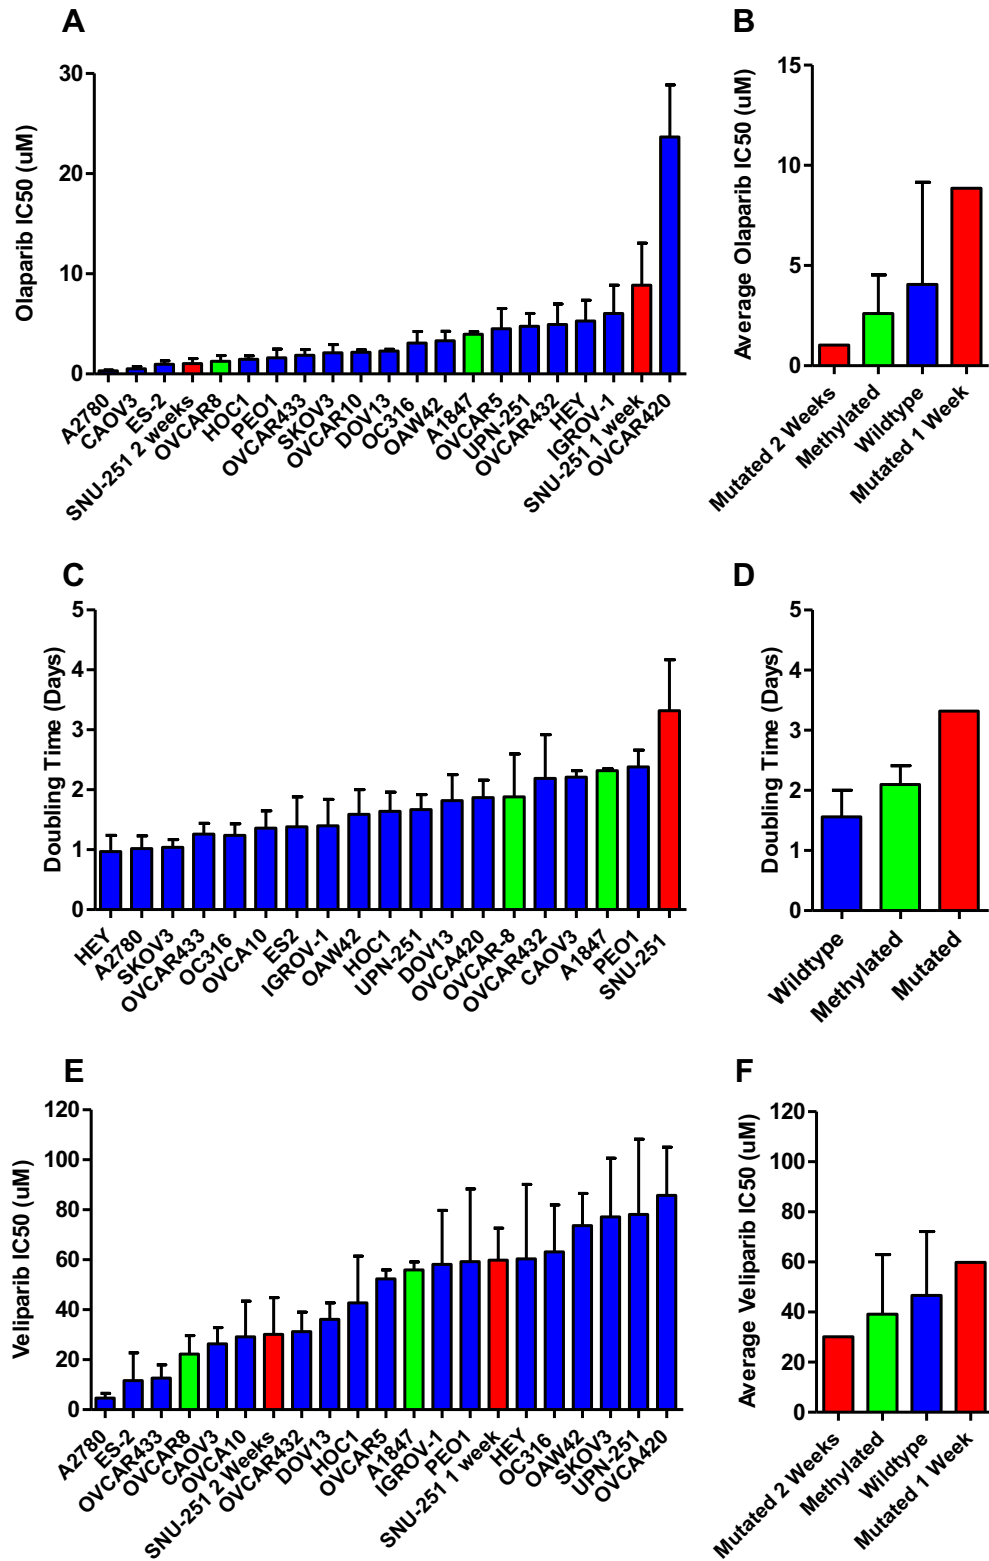 A
Olaparib IC50 (uM)
30
20
10
0
A2780
CAOV3
ES-2
SNU-251 2 weeks
OVCAR8
HOC1
PEO1
OVCAR433
SKOV3
OVCAR10
DOV13
OC316
OAW42
A1847
OVCAR5
UPN-251
OVCAR432
HEY
IGROV-1
SNU-251 1 week
OVCAR420
B
Average Olaparib IC50 (uM)
15
10
5
0
Mutated 2 Weeks
Methylated
Wildtype
Mutated 1 Week
C
Doubling Time (Days)
5
4
3
2
1
0
HEY
A2780
SKOV3
OVCAR433
OC316
OVCA10
ES2
IGROV-1
OAW42
HOC1
UPN-251
DOV13
OVCA420
OVCAR-8
OVCAR432
CAOV3
A1847
PEO1
SNU-251
D
Doubling Time (Days)
5
4
3
2
1
0
Wildtype
Methylated
Mutated
E
Veliparib IC50 (uM)
120
100
80
60
40
20
0
A2780
ES-2
OVCAR433
OVCAR8
CAOV3
OVCA10
SNU-251 2 Weeks
OVCAR432
DOV13
HOC1
OVCAR5
A1847
IGROV-1
PEO1
SNU-251 1 week
HEY
OC316
OAW42
SKOV3
UPN-251
OVCA420
F
Average Veliparib IC50 (uM)
120
100
80
60
40
20
0
Mutated 2 Weeks
Methylated
Wildtype
Mutated 1 Week